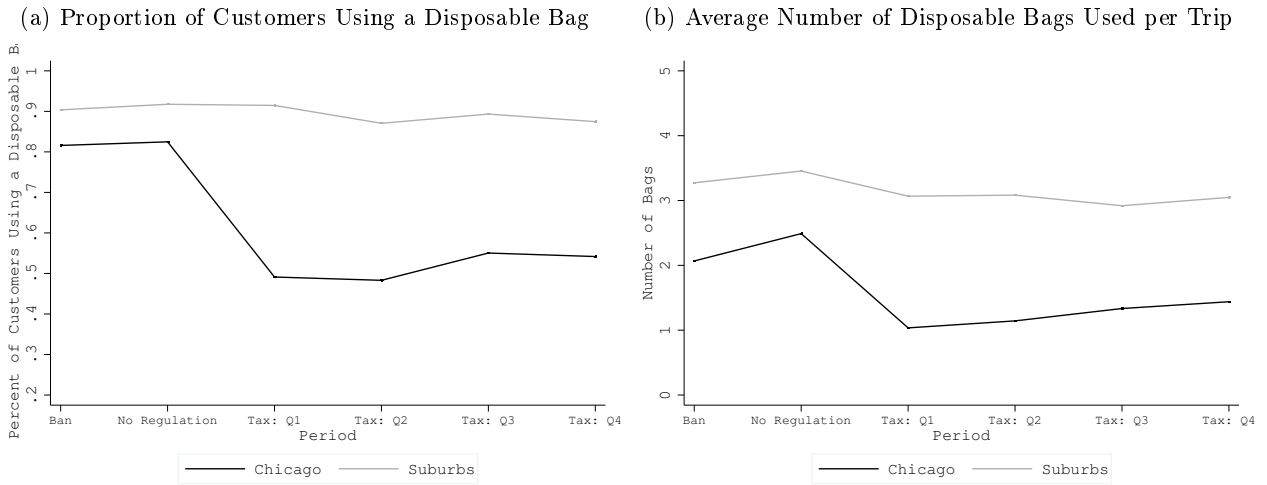 (a) Proportion of Customers Using a Disposable Bag
Percent of Customers Using a Disposable B
1
.9
.8
.7
.6
.5
.4
.3
.2
Ban No Regulation Tax: Q1 Tax: Q2 Tax: Q3 Tax: Q4
Period
Chicago Suburbs
(b) Average Number of Disposable Bags Used per Trip
Number of Bags
5
4
3
2
1
0
Ban No Regulation Tax: Q1 Tax: Q2 Tax: Q3 Tax: Q4
Period
Chicago Suburbs